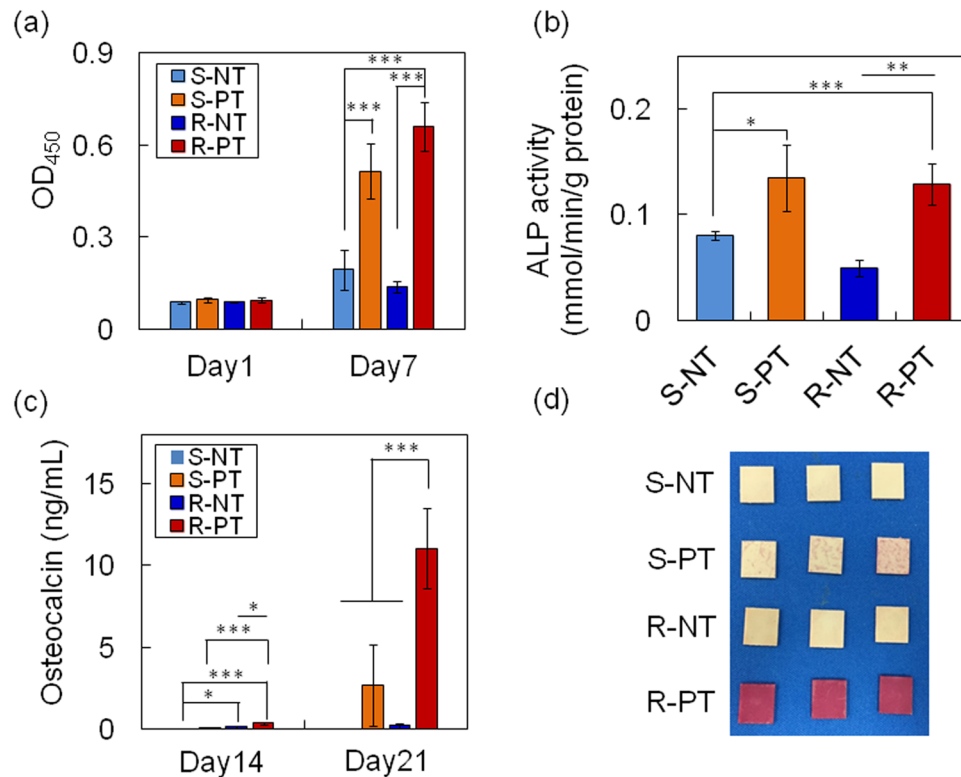 (a)
0.9
0.6
0.3
0
OD450
S-NT
S-PT
R-NT
R-PT
***
***
***
Day1
Day7
(b)
0.2
0.1
0
ALP activity
(mmol/min/g protein)
**
***
*
S-NT
S-PT
R-NT
R-PT
(c)
15
10
5
0
Osteocalcin (ng/mL)
S-NT
S-PT
R-NT
R-PT
***
*
***
***
*
Day14
Day21
(d)
S-NT
S-PT
R-NT
R-PT